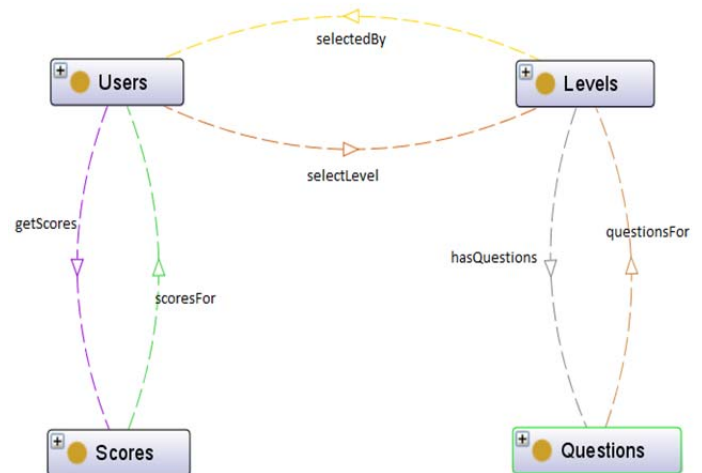 selectedBy
Users
Levels
selectLevel
getScores
questionsFor
hasQuestions
scoresFor
Scores
Questions